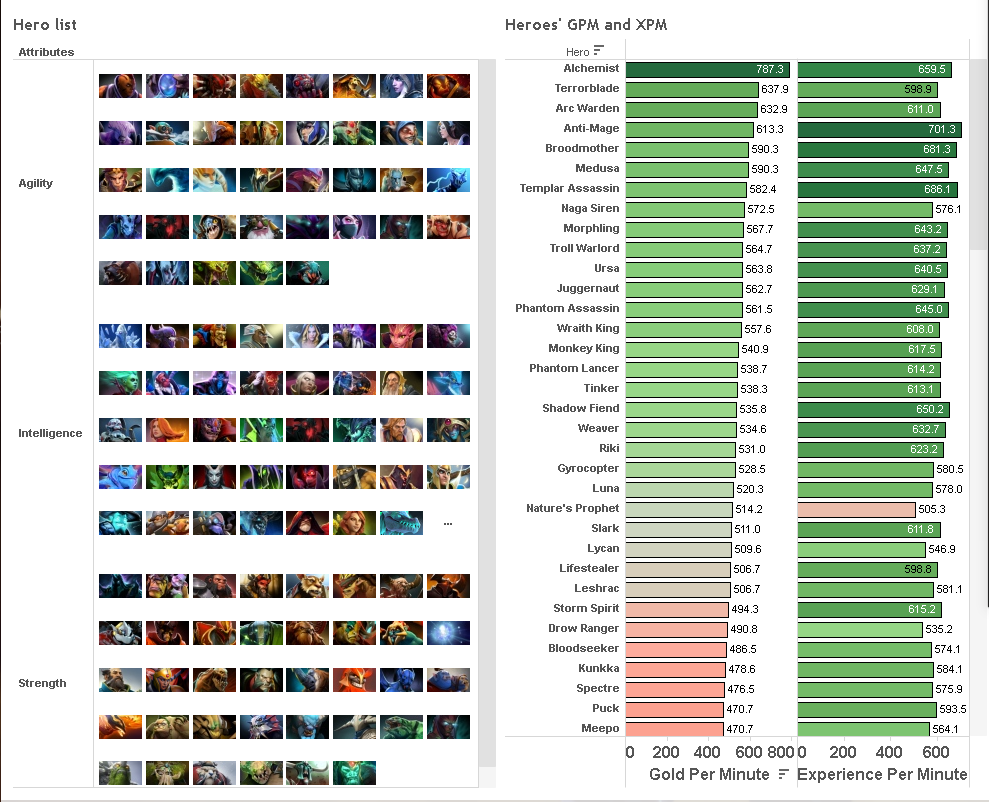 Hero list
Attributes
Agility
Intelligence
...
Strength
Heroes' GPM and XPM
Hero
Alchemist 787.3 659.5
Terrorblade 637.9 598.9
Arc Warden 632.9 611.0
Anti-Mage 613.3 701.3
Broodmother 590.3 681.3
Medusa 590.3 647.5
Templar Assassin 582.4 686.1
Naga Siren 572.5 576.1
Morphling 567.7 643.2
Troll Warlord 564.7 637.2
Ursa 563.8 640.5
Juggernaut 562.7 629.1
Phantom Assassin 561.5 645.0
Wraith King 557.6 608.0
Monkey King 540.9 617.5
Phantom Lancer 538.7 614.2
Tinker 538.3 613.1
Shadow Fiend 535.8 650.2
Weaver 534.6 632.7
Riki 531.0 623.2
Gyrocopter 528.5 580.5
Luna 520.3 578.0
Nature's Prophet 514.2 505.3
Slark 511.0 611.8
Lycan 509.6 546.9
Lifestealer 506.7 598.8
Leshrac 506.7 581.1
Storm Spirit 494.3 615.2
Drow Ranger 490.8 535.2
Bloodseeker 486.5 574.1
Kunkka 478.6 584.1
Spectre 476.5 575.9
Puck 470.7 593.5
Meepo 470.7 564.1
0 200 400 600 800 0 200 400 600
Gold Per Minute Experience Per Minute